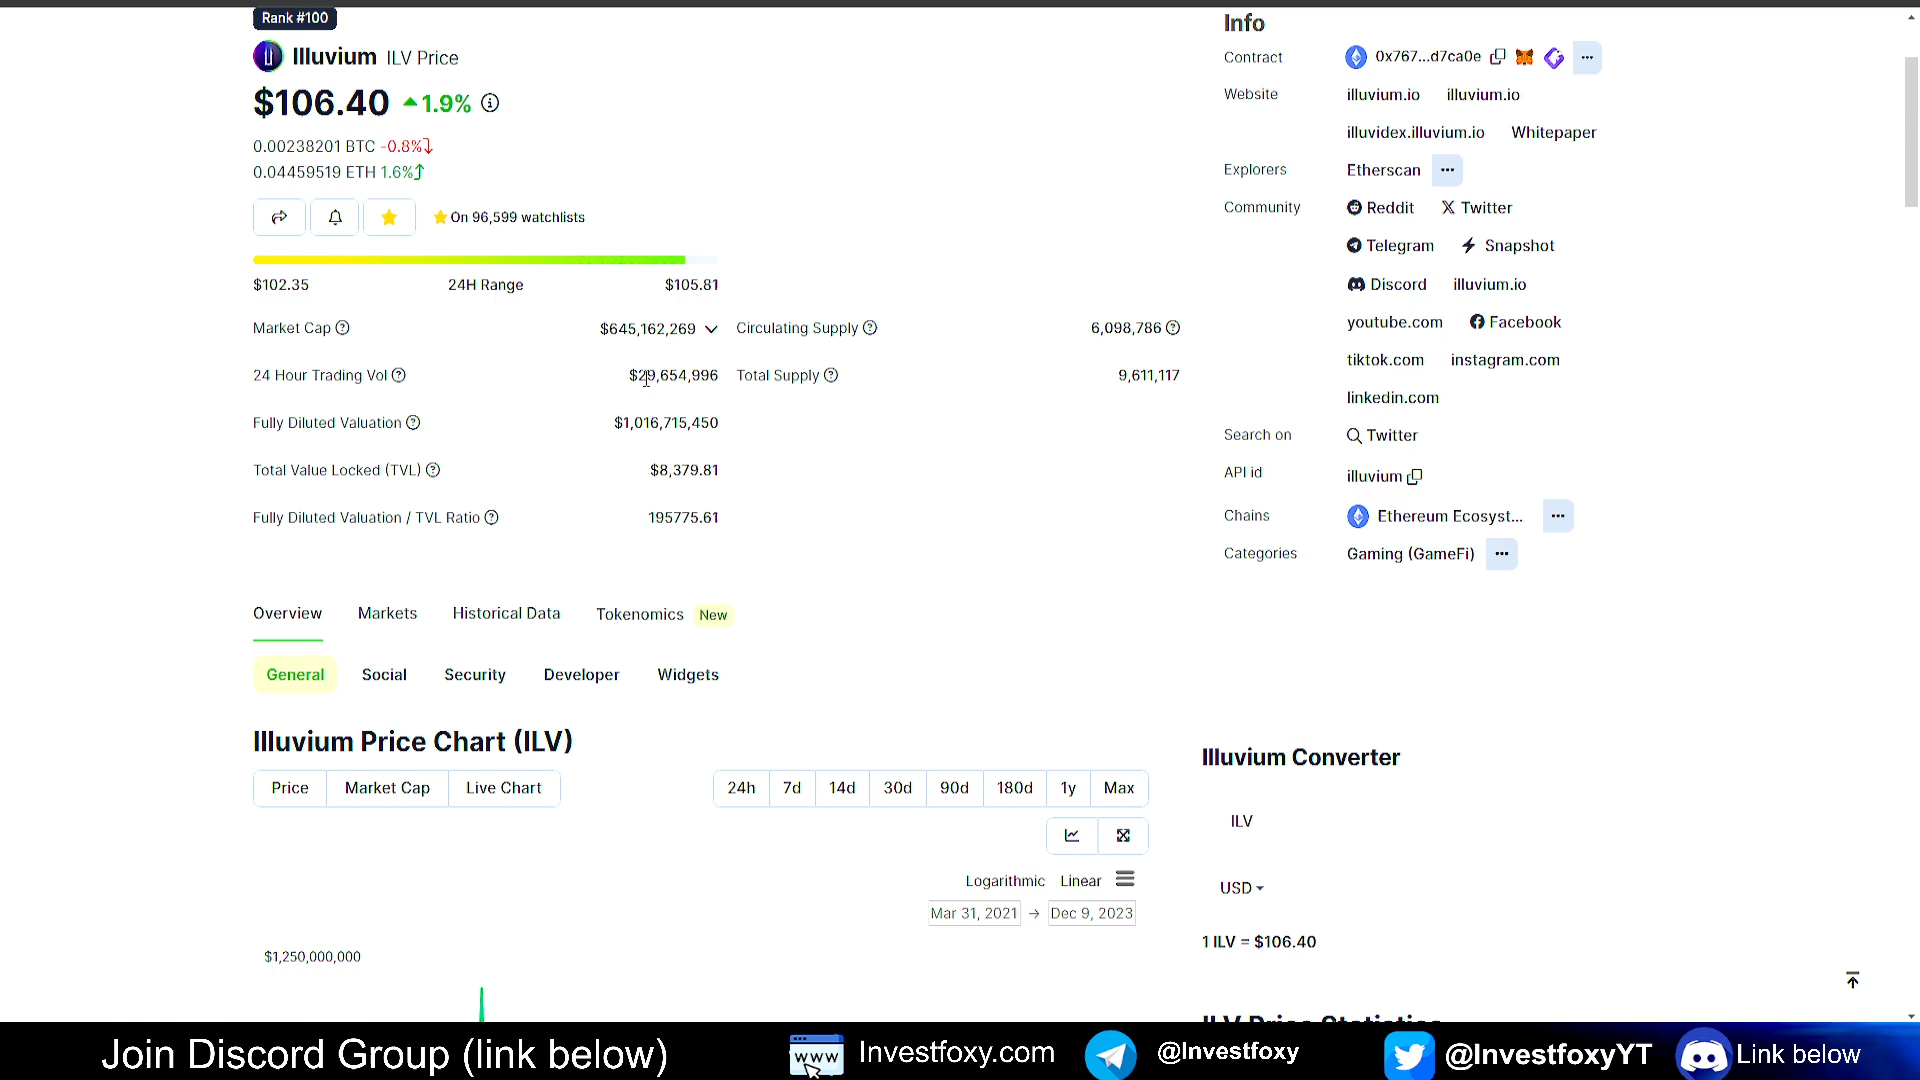 Rank #100
Illuvium ILV Price
$106.40 1.9%
0.00238201 BTC -0.8%
0.04459519 ETH 1.6%
On 96,599 watchlists
$102.35 24H Range $105.81
Market Cap $645,162,269
24 Hour Trading Vol $29,654,996
Fully Diluted Valuation $1,016,715,450
Total Value Locked (TVL) $8,379.81
Fully Diluted Valuation / TVL Ratio 195775.61
Circulating Supply 6,098,786
Total Supply 9,611,117
Info
Contract 0x767...d7ca0e
Website illuvium.io illuvium.io
illuvidex.illuvium.io Whitepaper
Explorers Etherscan
Community Reddit Twitter
Telegram Snapshot
Discord illuvium.io
youtube.com Facebook
tiktok.com instagram.com
linkedin.com
Search on Twitter
API id illuvium
Chains Ethereum Ecosyst...
Categories Gaming (GameFi)
Overview Markets Historical Data Tokenomics New
General Social Security Developer Widgets
Illuvium Price Chart (ILV)
Price Market Cap Live Chart
24h 7d 14d 30d 90d 180d 1y Max
Logarithmic Linear
Mar 31, 2021 → Dec 9, 2023
$1,250,000,000
Illuvium Converter
ILV
USD
1 ILV = $106.40
ILV Price Statistics
Join Discord Group (link below)
www Investfoxy.com
@Investfoxy
@InvestfoxyYT
Link below